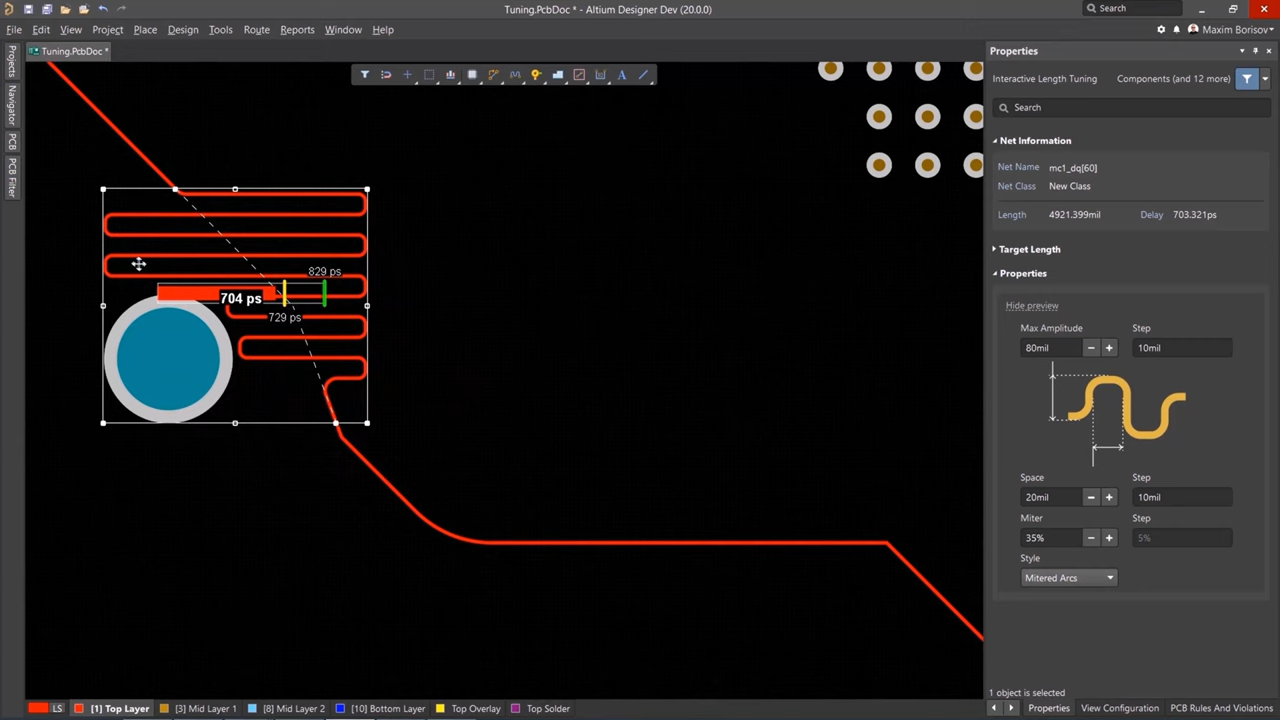 Tuning.PcbDoc * - Altium Designer Dev (20.0.0)
Search
File Edit View Project Place Design Tools Route Reports Window Help
Maxim Borisov
Tuning.PcbDoc *
Projects
Navigator
PCB
PCB Filter
A
829 ps
704 ps
729 ps
Properties
Interactive Length Tuning Components (and 12 more)
Search
Net Information
Net Name mc1_dq[60]
Net Class New Class
Length 4921.399mil Delay 703.321ps
Target Length
Properties
Hide preview
Max Amplitude Step
80mil − + 10mil
Space Step
20mil − + 10mil
Miter Step
35% − + 5%
Style
Mitered Arcs
1 object is selected
LS [1] Top Layer [3] Mid Layer 1 [8] Mid Layer 2 [10] Bottom Layer Top Overlay Top Solder
Properties View Configuration PCB Rules And Violations